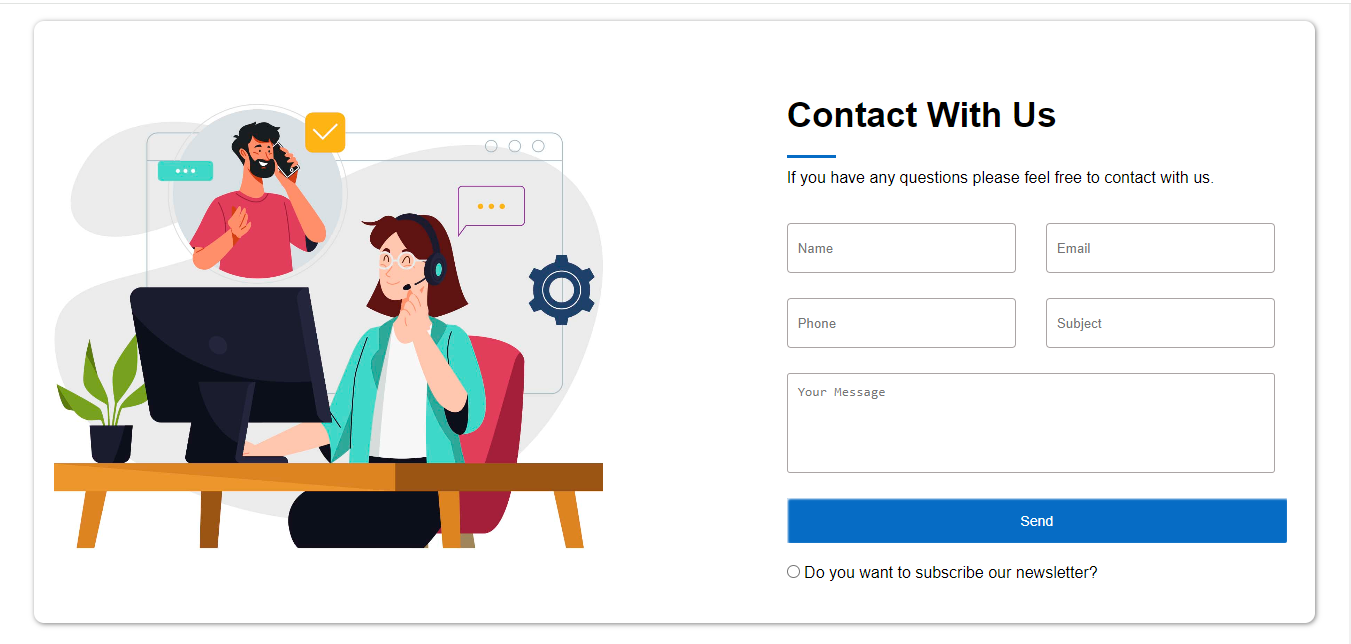 Contact With Us
If you have any questions please feel free to contact with us.
Name
Email
Phone
Subject
Your Message
Send
Do you want to subscribe our newsletter?